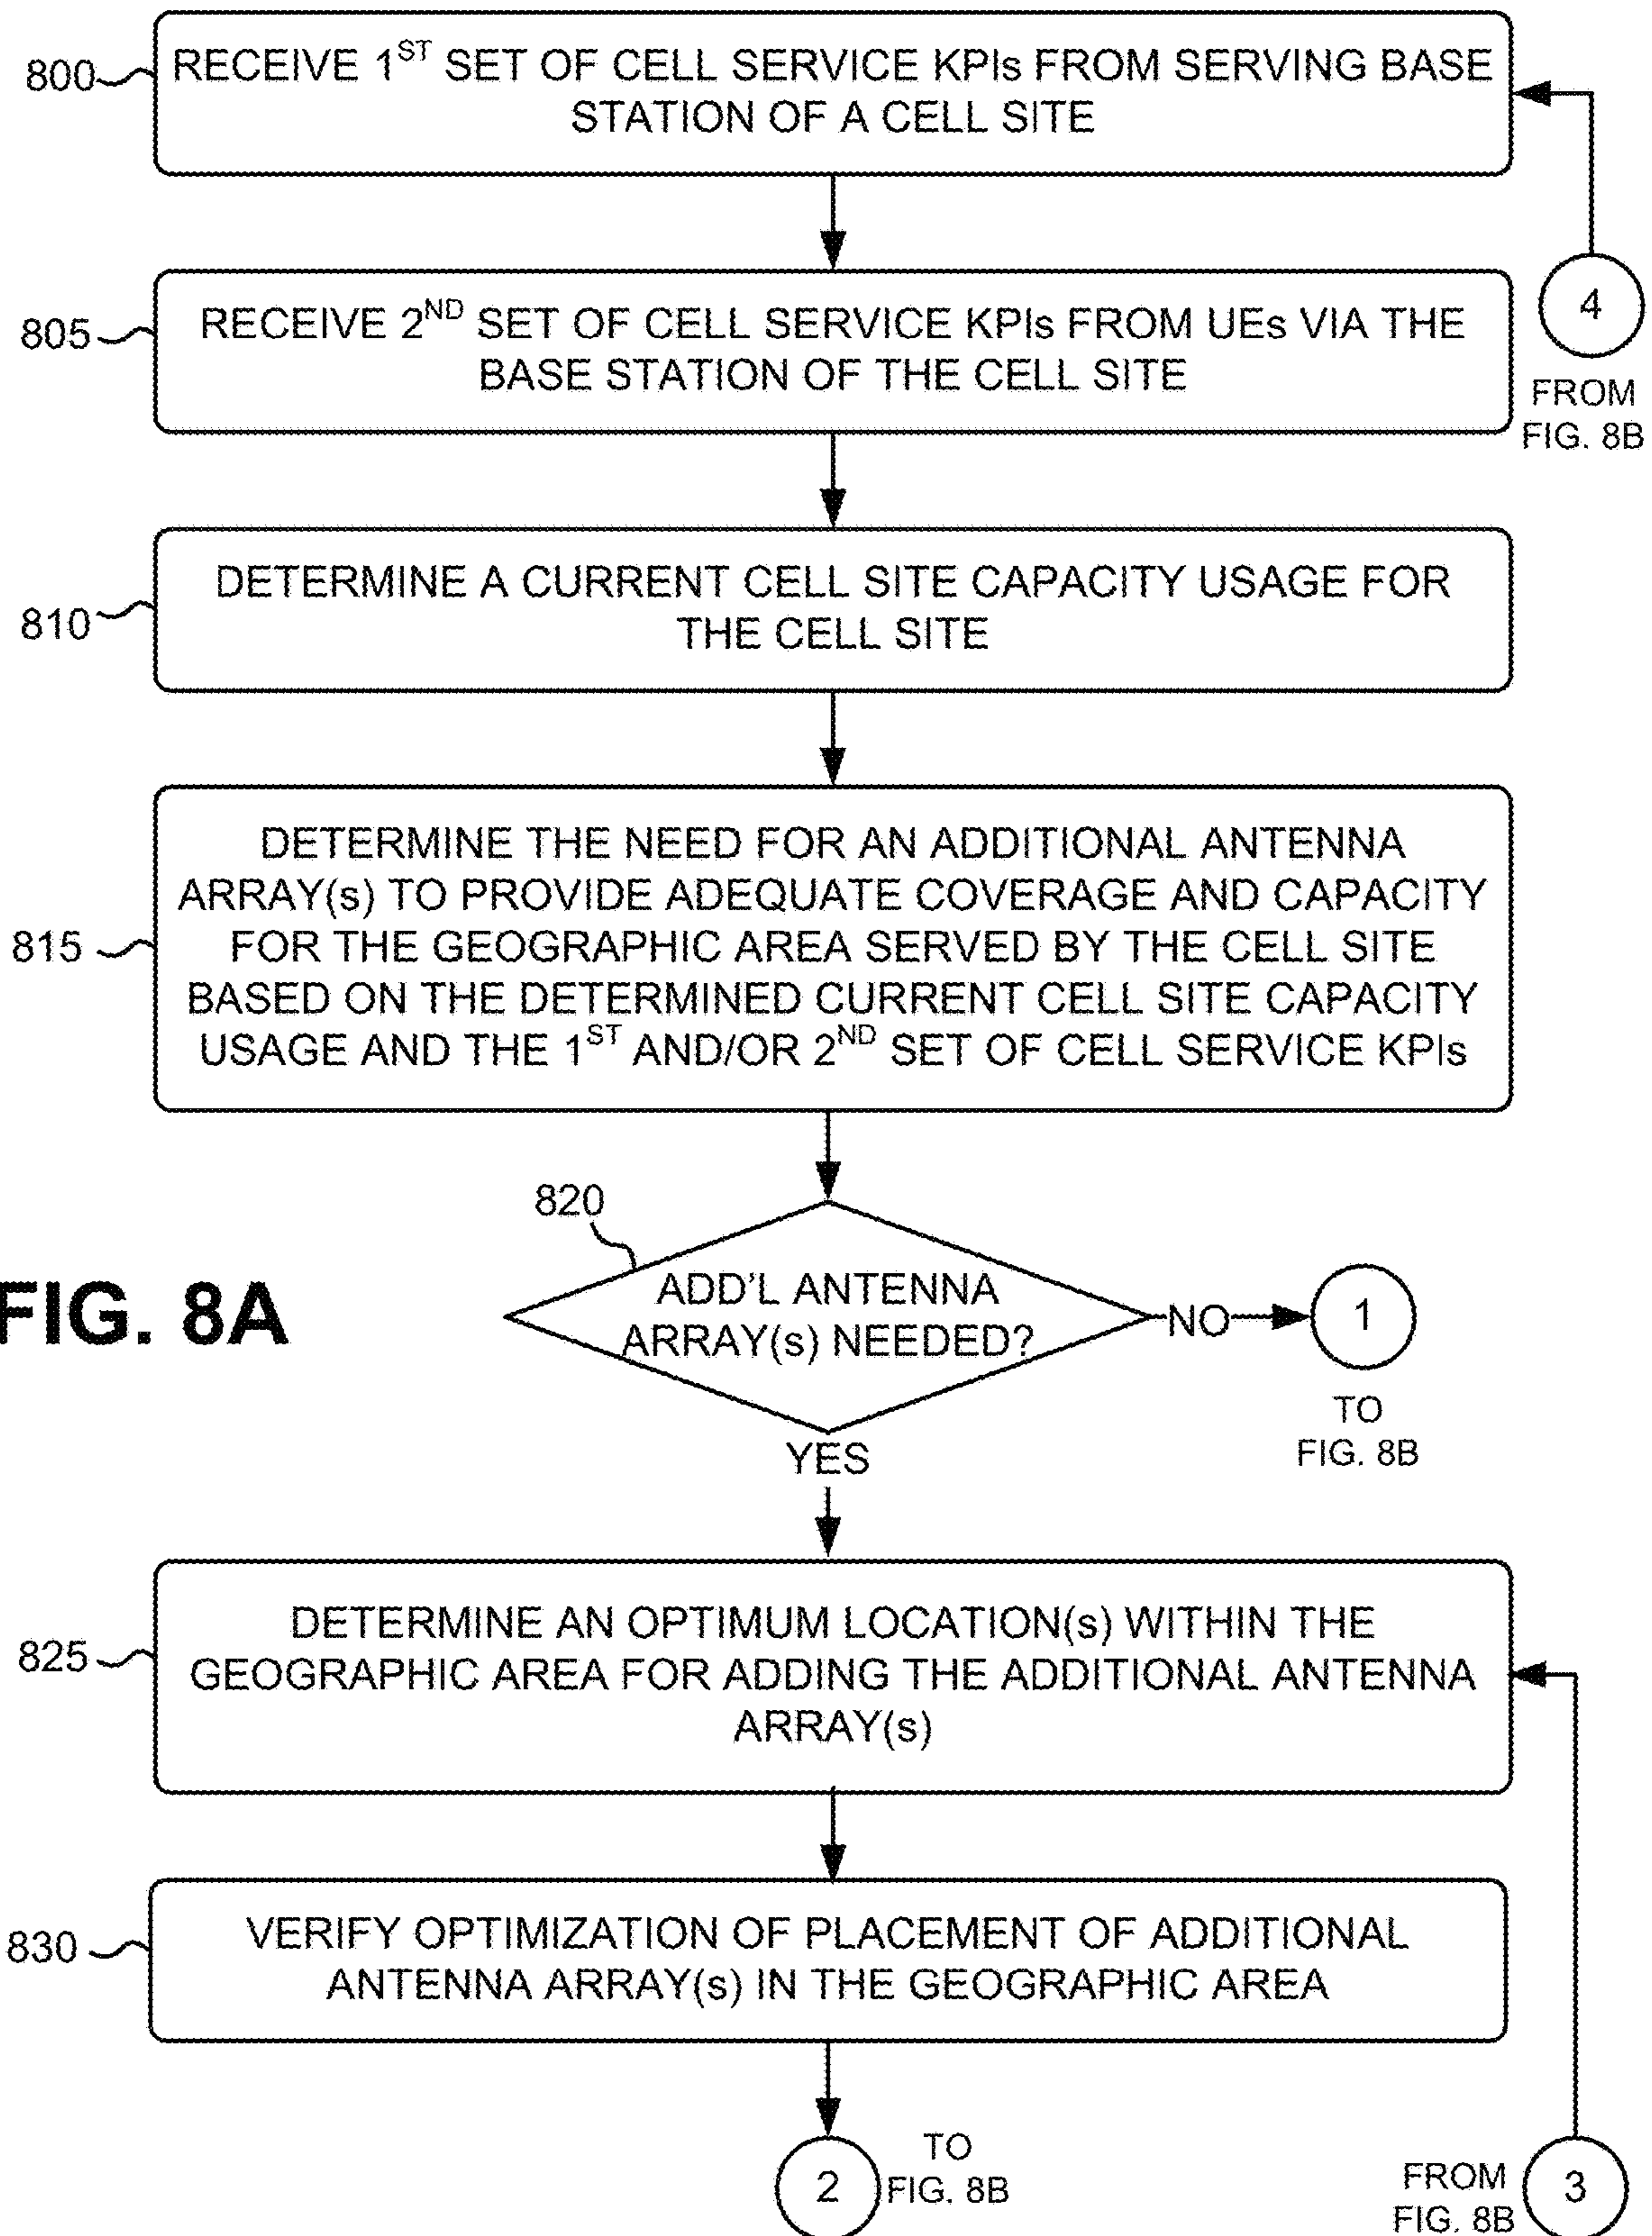 800
RECEIVE 1ST SET OF CELL SERVICE KPIs FROM SERVING BASE
STATION OF A CELL SITE
805
RECEIVE 2ND SET OF CELL SERVICE KPIs FROM UEs VIA THE
BASE STATION OF THE CELL SITE
4
FROM
FIG. 8B
810
DETERMINE A CURRENT CELL SITE CAPACITY USAGE FOR
THE CELL SITE
815
DETERMINE THE NEED FOR AN ADDITIONAL ANTENNA
ARRAY(s) TO PROVIDE ADEQUATE COVERAGE AND CAPACITY
FOR THE GEOGRAPHIC AREA SERVED BY THE CELL SITE
BASED ON THE DETERMINED CURRENT CELL SITE CAPACITY
USAGE AND THE 1ST AND/OR 2ND SET OF CELL SERVICE KPIs
820
ADD'L ANTENNA
ARRAY(s) NEEDED?
NO
1
TO
FIG. 8B
FIG. 8A
YES
825
DETERMINE AN OPTIMUM LOCATION(s) WITHIN THE
GEOGRAPHIC AREA FOR ADDING THE ADDITIONAL ANTENNA
ARRAY(s)
830
VERIFY OPTIMIZATION OF PLACEMENT OF ADDITIONAL
ANTENNA ARRAY(s) IN THE GEOGRAPHIC AREA
2
TO
FIG. 8B
FROM
FIG. 8B
3